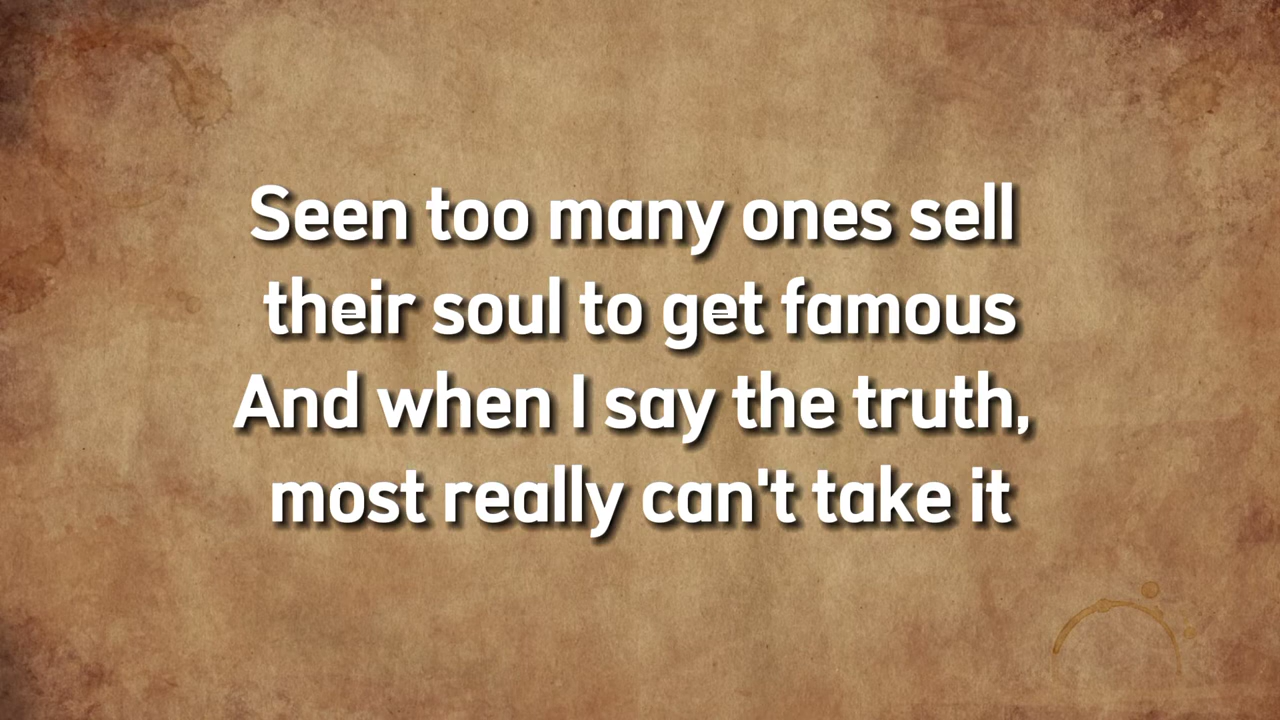 Seen too many ones sell
their soul to get famous
And when I say the truth,
most really can't take it